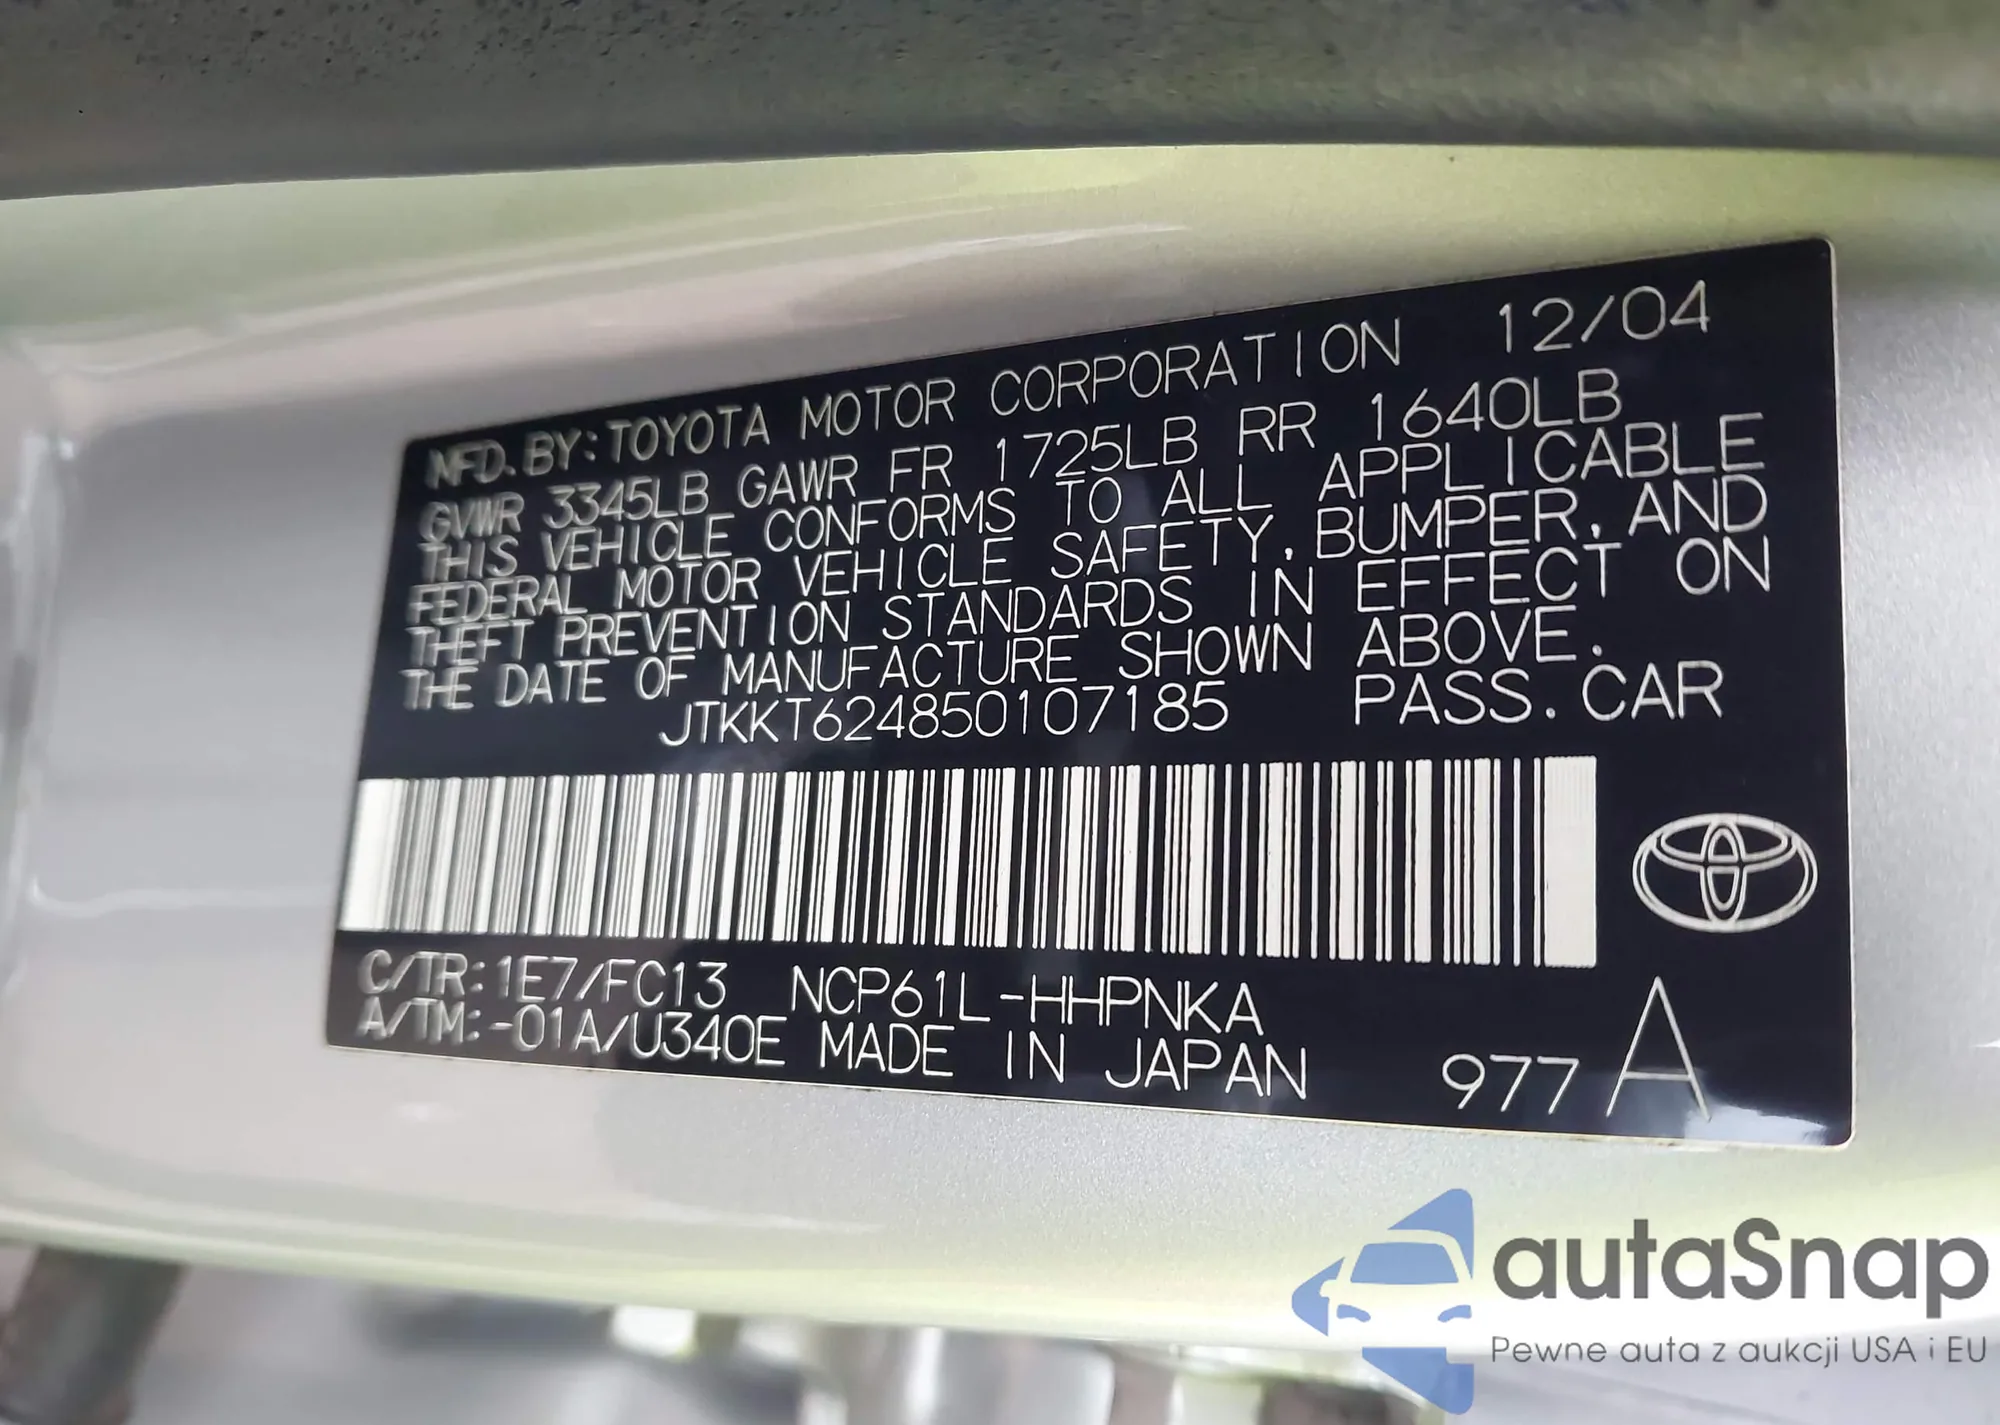 MFD. BY: TOYOTA MOTOR CORPORATION 12/04
GVWR 3345LB GAWR FR 1725LB RR 1640LB
THIS VEHICLE CONFORMS TO ALL APPLICABLE
FEDERAL MOTOR VEHICLE SAFETY, BUMPER, AND
THEFT PREVENTION STANDARDS IN EFFECT ON
THE DATE OF MANUFACTURE SHOWN ABOVE.
JTKKT624850107185 PASS. CAR
C/TR: 1E7/FC13 NCP61L-HHPNKA
A/TM: -01A/U340E MADE IN JAPAN 977 A
autaSnap
Pewne auta z aukcji USA i EU